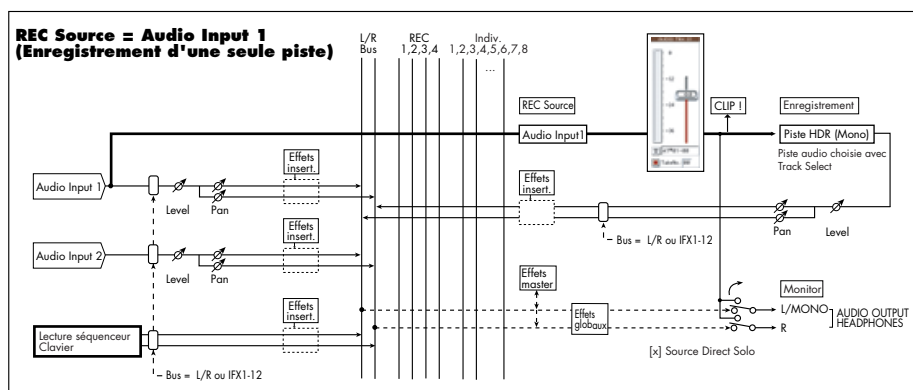 REC Source = Audio Input 1
(Enregistrement d'une seule piste)
L/R
Bus
REC
1,2,3,4
Indiv.
1,2,3,4,5,6,7,8
...
REC Source
Audio Input1
CLIP !
Enregistrement
Piste HDR (Mono)
Piste audio choisie avec
Track Select
Audio Input 1
Level
Pan
Effets
insert.
Effets
insert.
Bus = L/R ou IFX1-12
Pan
Level
Audio Input 2
Level
Pan
Effets
insert.
Effets
master
Effets
globaux
Monitor
L/MONO
R
AUDIO OUTPUT
HEADPHONES
[x] Source Direct Solo
Lecture séquenceur
Clavier
Effets
insert.
Bus = L/R ou IFX1-12